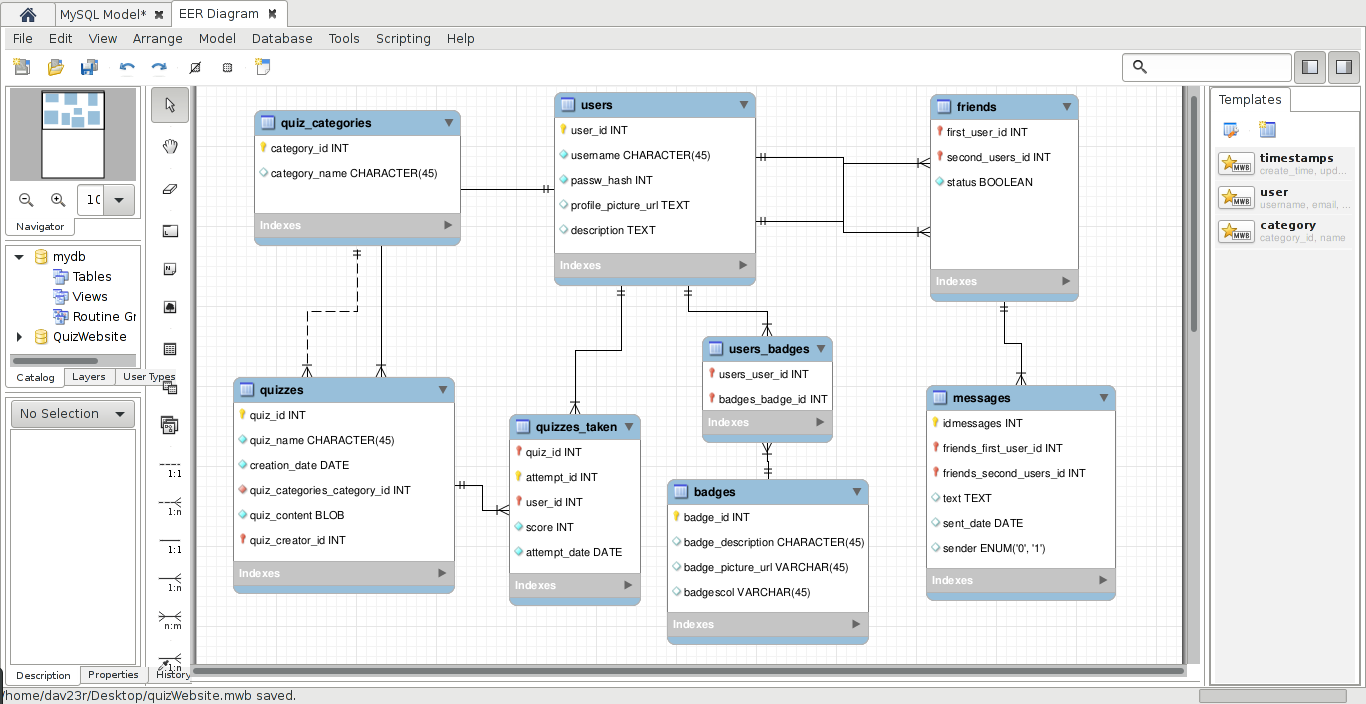 MySQL Model*
EER Diagram
File Edit View Arrange Model Database Tools Scripting Help
Navigator
mydb
Tables
Views
Routine Gr
QuizWebsite
Catalog Layers User Types
No Selection
Description Properties History
1:1
1:n
1:1
1:n
n:m
1:n
quiz_categories
category_id INT
category_name CHARACTER(45)
Indexes
users
user_id INT
username CHARACTER(45)
passw_hash INT
profile_picture_url TEXT
description TEXT
Indexes
friends
first_user_id INT
second_users_id INT
status BOOLEAN
Indexes
quizzes
quiz_id INT
quiz_name CHARACTER(45)
creation_date DATE
quiz_categories_category_id INT
quiz_content BLOB
quiz_creator_id INT
Indexes
quizzes_taken
quiz_id INT
attempt_id INT
user_id INT
score INT
attempt_date DATE
Indexes
users_badges
users_user_id INT
badges_badge_id INT
Indexes
badges
badge_id INT
badge_description CHARACTER(45)
badge_picture_url VARCHAR(45)
badgescol VARCHAR(45)
Indexes
messages
idmessages INT
friends_first_user_id INT
friends_second_users_id INT
text TEXT
sent_date DATE
sender ENUM('0', '1')
Indexes
Templates
timestamps
create_time, upd...
user
username, email, ...
category
category_id, name
MWB
MWB
MWB
/home/dav23r/Desktop/quizWebsite.mwb saved.